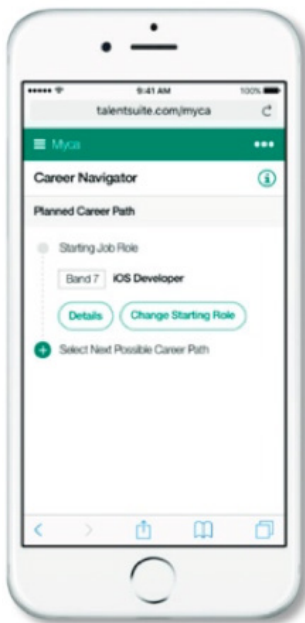 9:41 AM 100%
talentsuite.com/myca
Myca
Career Navigator
Planned Career Path
Starting Job Role
Band 7 iOS Developer
Details Change Starting Role
Select Next Possible Career Path